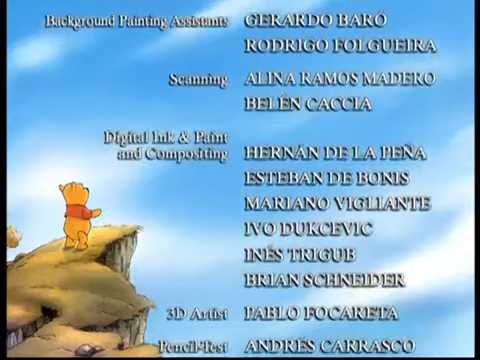 Background Painting Assistants GERARDO BARÓ
RODRIGO FOLGUEIRA
Scanning ALINA RAMOS MADERO
BELÉN CACCIA
Digital Ink & Paint
and Compositing HERNÁN DE LA PEÑA
ESTEBAN DE BONIS
MARIANO VIGLIANTE
IVO DUKCEVIC
INÉS TRIGUB
BRIAN SCHNEIDER
3D Artist PABLO FOCARETA
Pencil-Test ANDRÉS CARRASCO